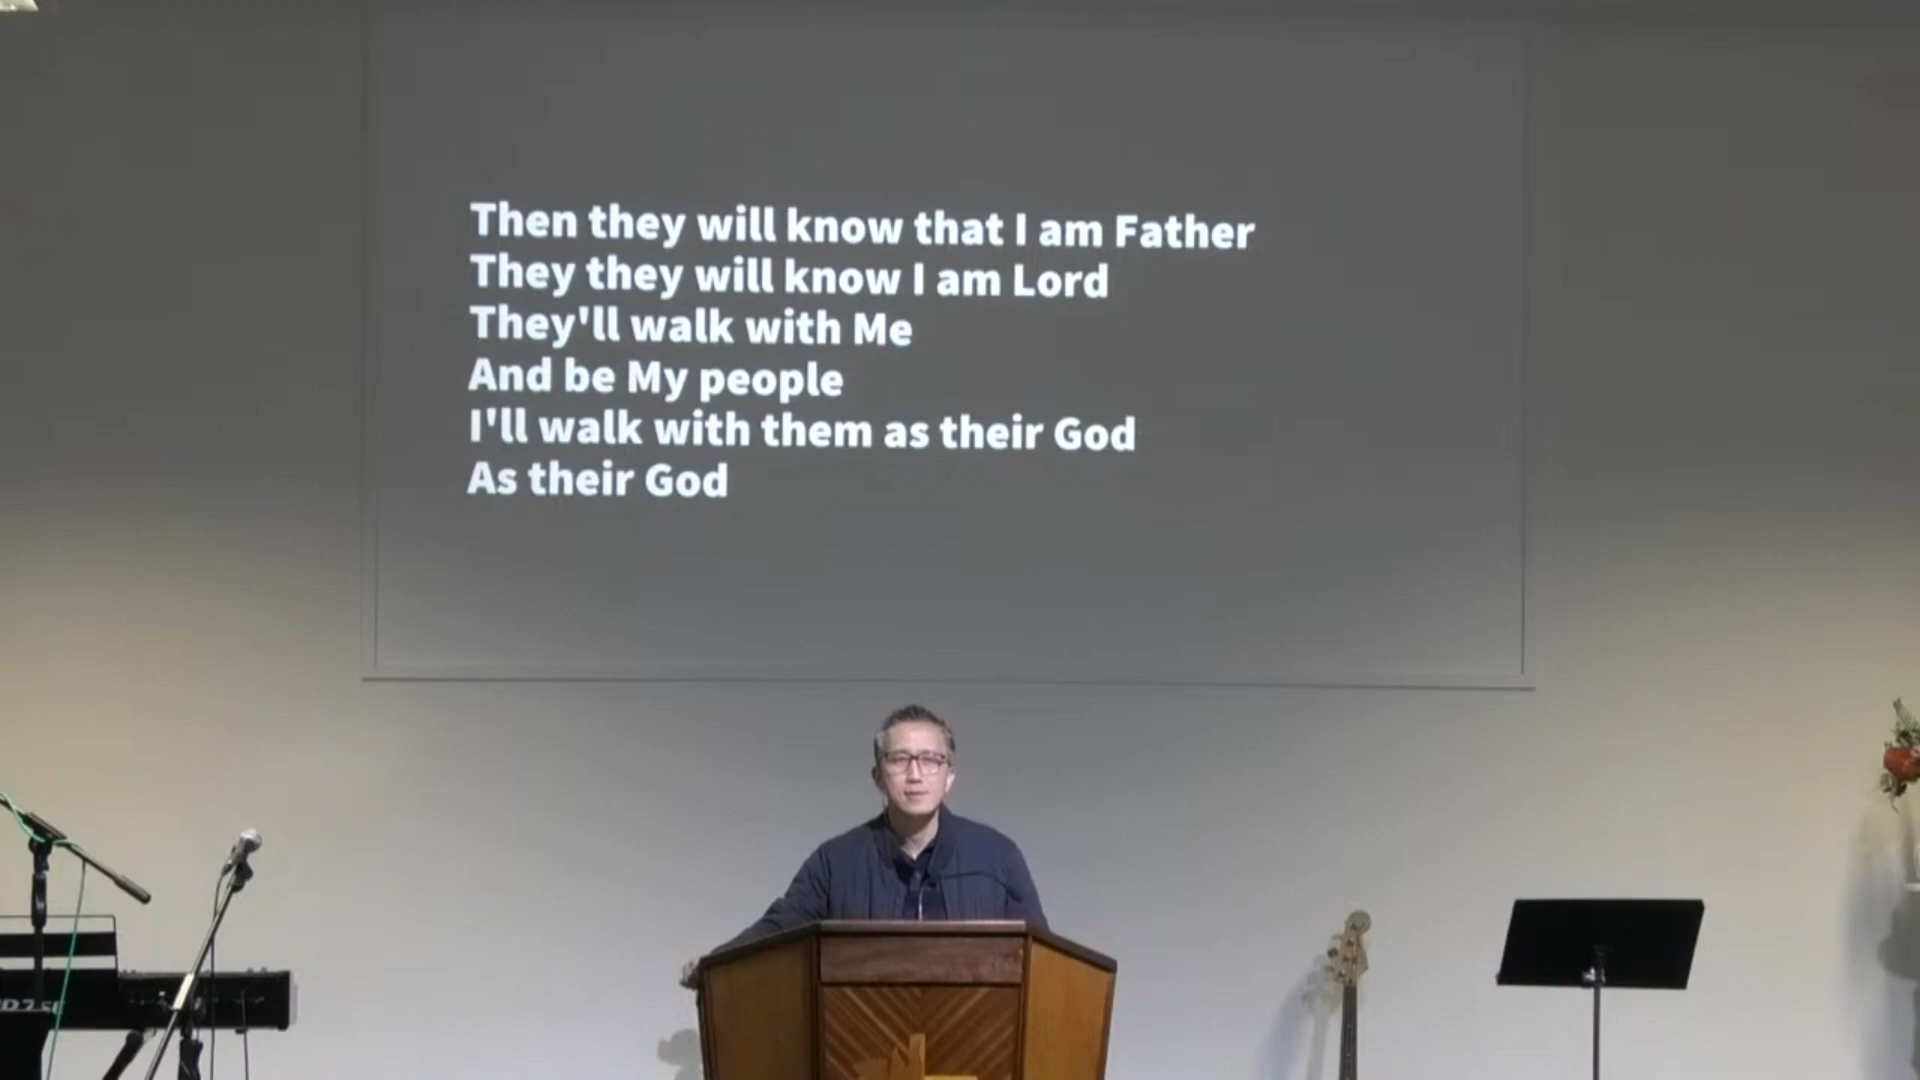 Then they will know that I am Father
They they will know I am Lord
They'll walk with Me
And be My people
I'll walk with them as their God
As their God